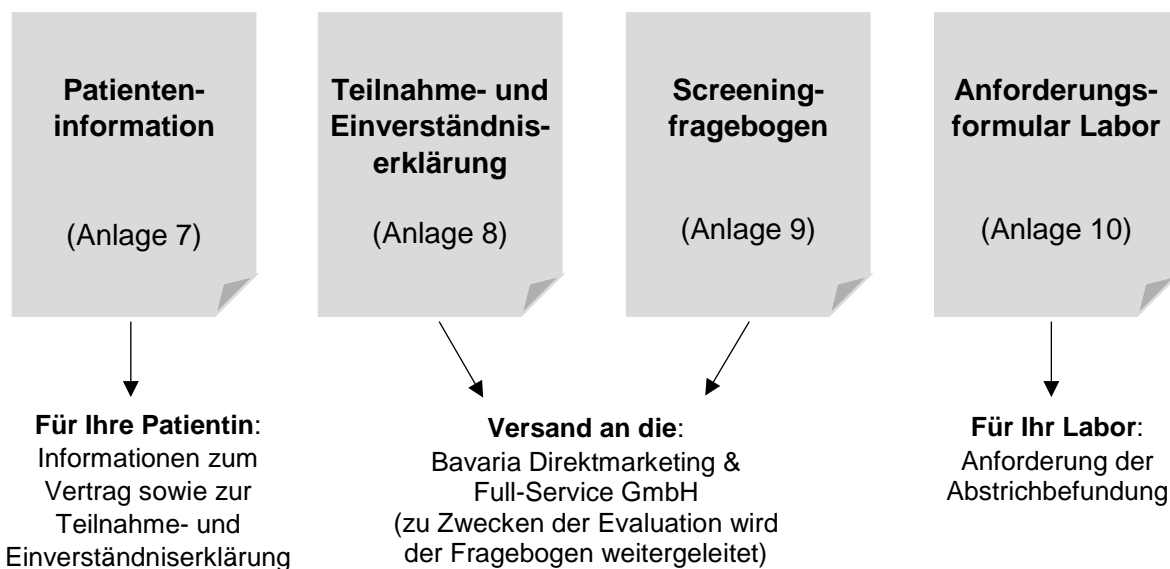 Patienten-
information
(Anlage 7)
Teilnahme- und
Einverständnis-
erklärung
(Anlage 8)
Screening-
fragebogen
(Anlage 9)
Anforderungs-
formular Labor
(Anlage 10)
Für Ihre Patientin:
Informationen zum
Vertrag sowie zur
Teilnahme- und
Einverständniserklärung
Versand an die:
Bavaria Direktmarketing &
Full-Service GmbH
(zu Zwecken der Evaluation wird
der Fragebogen weitergeleitet)
Für Ihr Labor:
Anforderung der
Abstrichbefundung